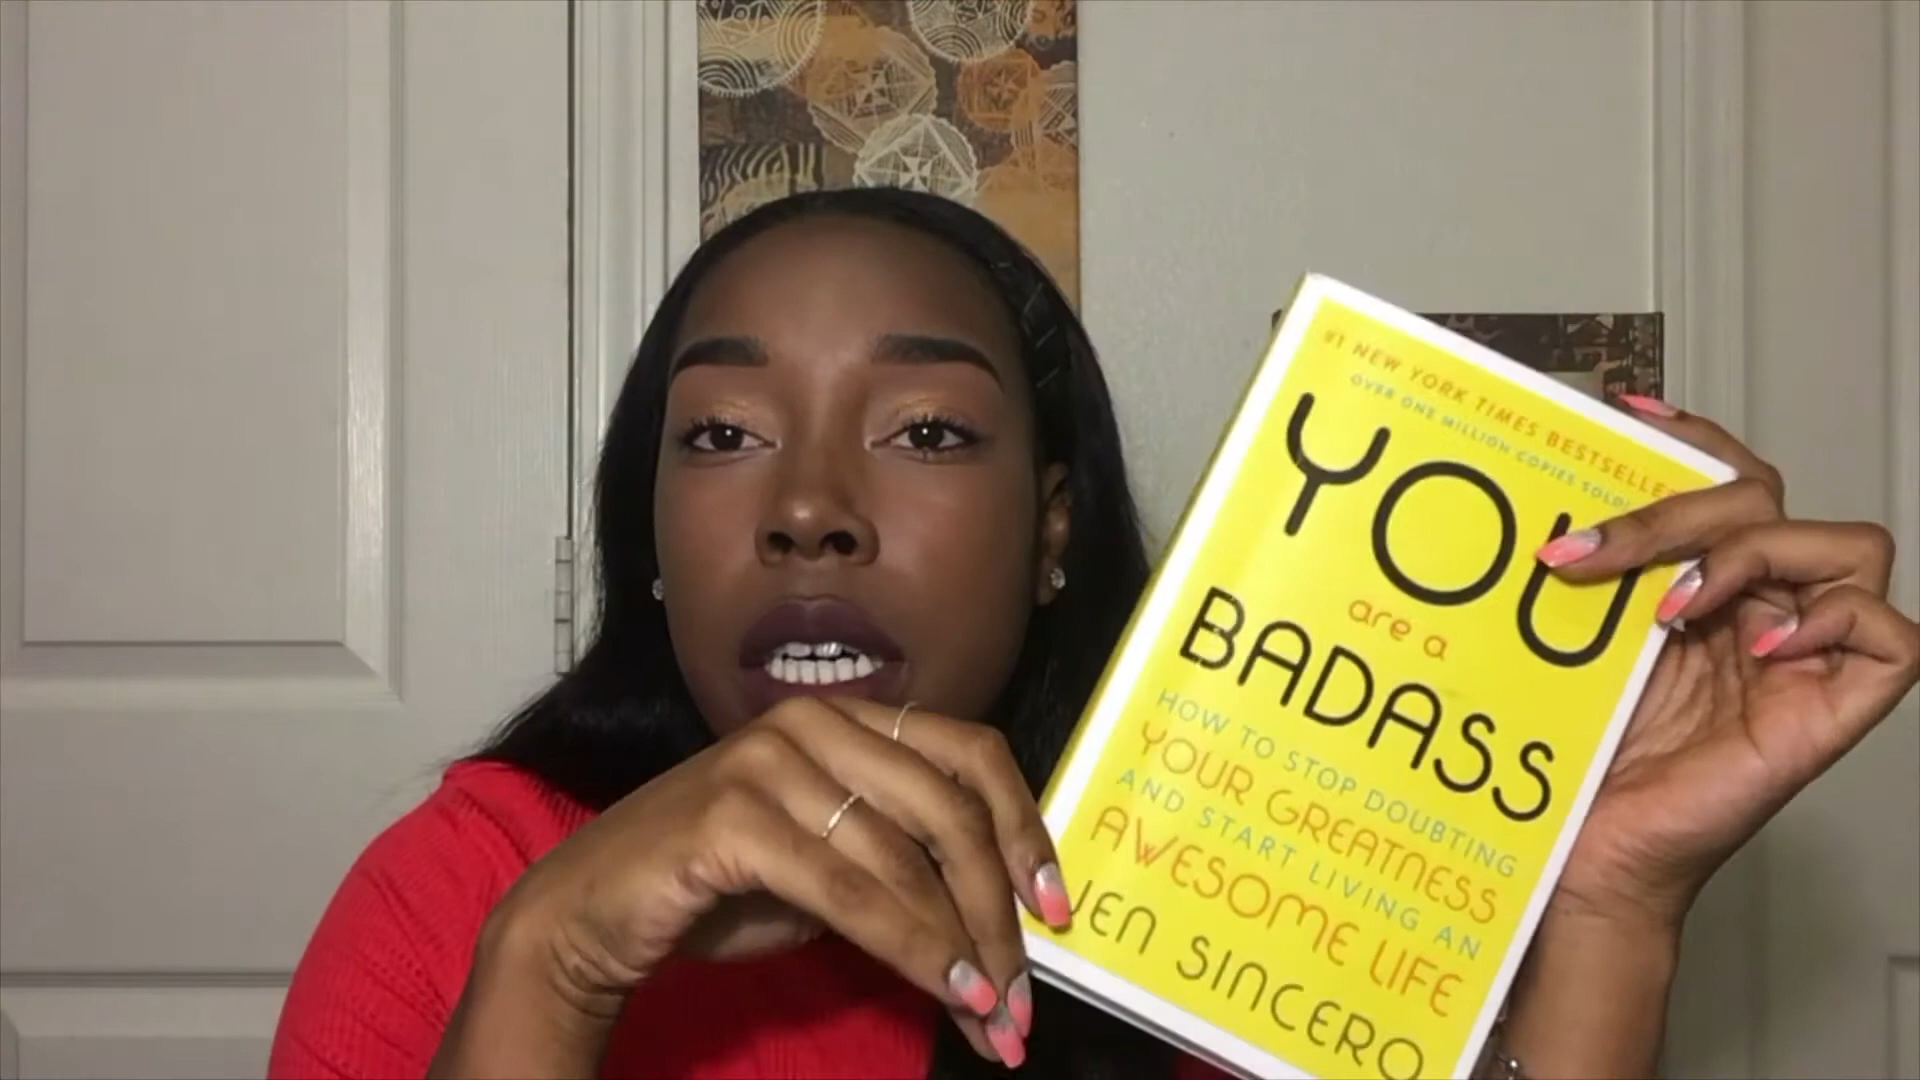 #1 NEW YORK TIMES BESTSELLER
OVER ONE MILLION COPIES SOLD!
YOU
are a
BADASS
HOW TO STOP DOUBTING
YOUR GREATNESS
AND START LIVING AN
AWESOME LIFE
JEN SINCERO